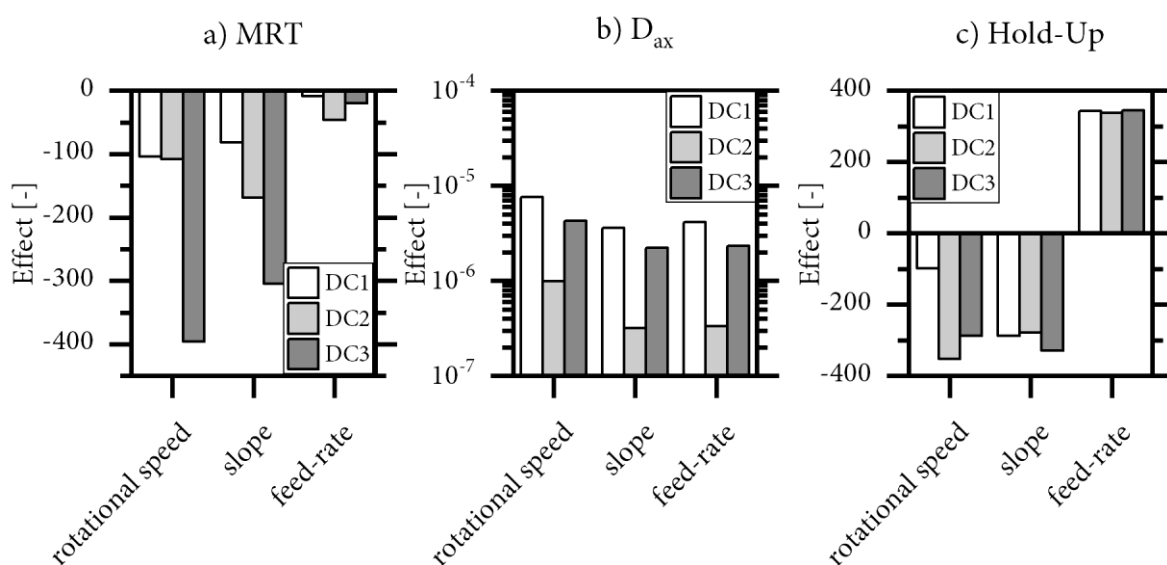 a) MRT
b) Dax
c) Hold-Up
Effect [-]
0
-100
-200
-300
-400
DC1
DC2
DC3
rotational speed
slope
feed-rate
Effect [-]
10-4
10-5
10-6
10-7
DC1
DC2
DC3
rotational speed
slope
feed-rate
Effect [-]
400
200
0
-200
-400
DC1
DC2
DC3
rotational speed
slope
feed-rate